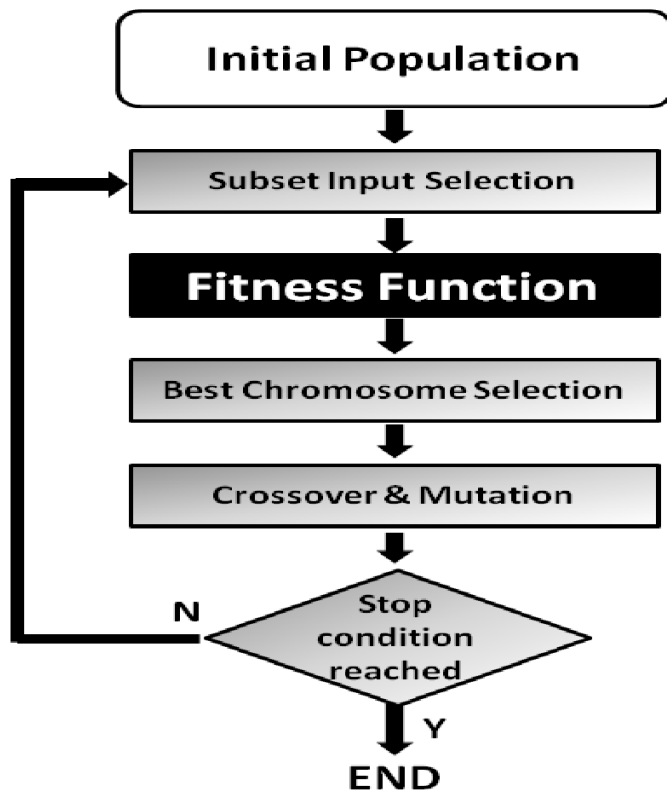 Initial Population
Subset Input Selection
Fitness Function
Best Chromosome Selection
Crossover & Mutation
Stop
condition
reached
N
Y
END